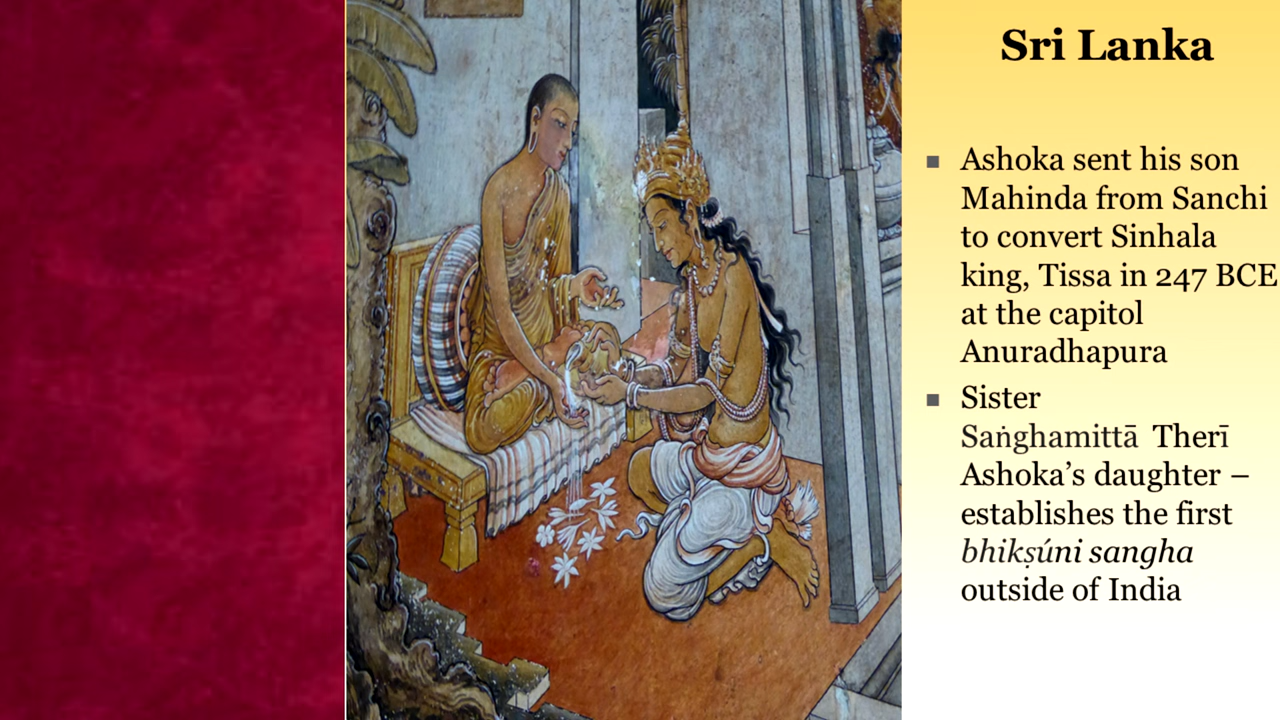 Sri Lanka
▪ Ashoka sent his son
Mahinda from Sanchi
to convert Sinhala
king, Tissa in 247 BCE
at the capitol
Anuradhapura
▪ Sister
Saṅghamittā Therī
Ashoka’s daughter –
establishes the first
bhikṣúni sangha
outside of India